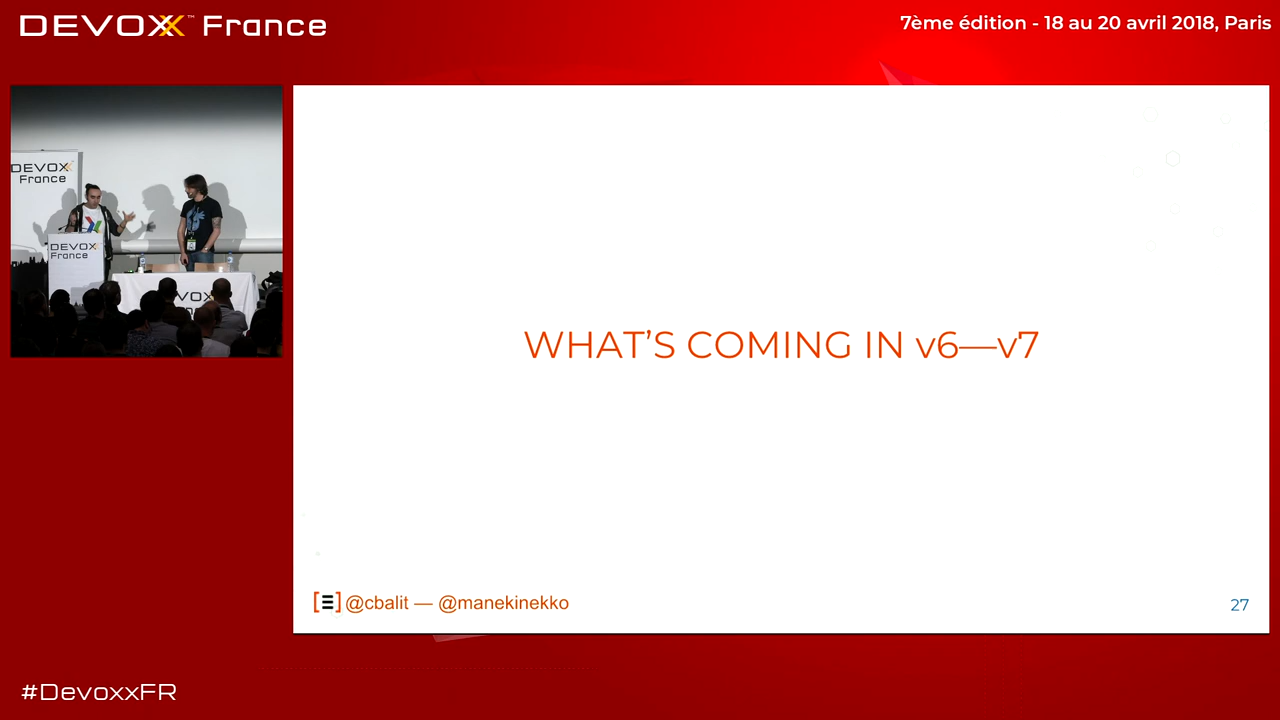 DEVOXX™ France
7ème édition - 18 au 20 avril 2018, Paris
DEVOXX
France
DEVOXX
France
WHAT'S COMING IN v6—v7
@cbalit — @manekinekko
27
#DevoxxFR